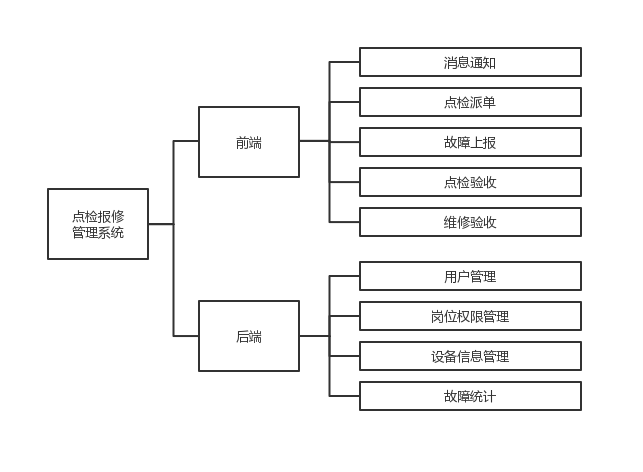 点检报修
管理系统
前端
消息通知
点检派单
故障上报
点检验收
维修验收
后端
用户管理
岗位权限管理
设备信息管理
故障统计